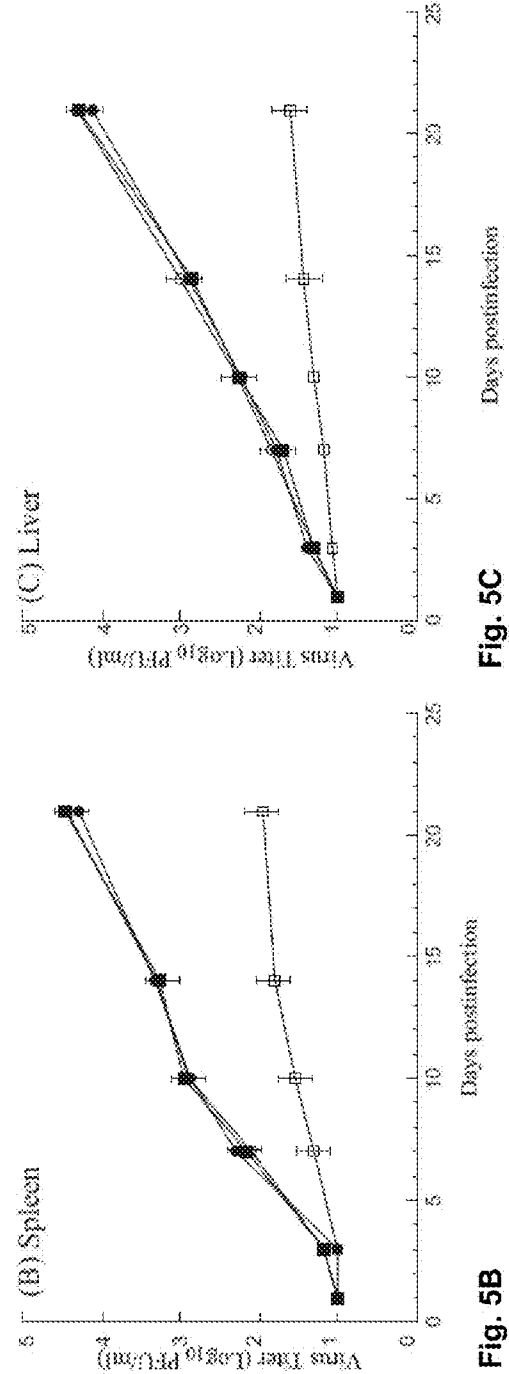 (B) Spleen
Virus Titer (Log10 PFU/ml)
5
4
3
2
1
0
0 5 10 15 20 25
Days postinfection
Fig. 5B
(C) Liver
Virus Titer (Log10 PFU/ml)
5
4
3
2
1
0
0 5 10 15 20 25
Days postinfection
Fig. 5C